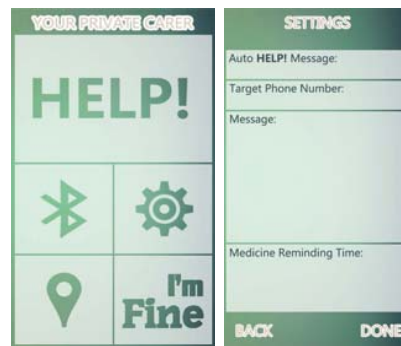 YOUR PRIVATE CARER
HELP!
I'm
Fine
SETTINGS
Auto HELP! Message:
Target Phone Number:
Message:
Medicine Reminding Time:
BACK
DONE